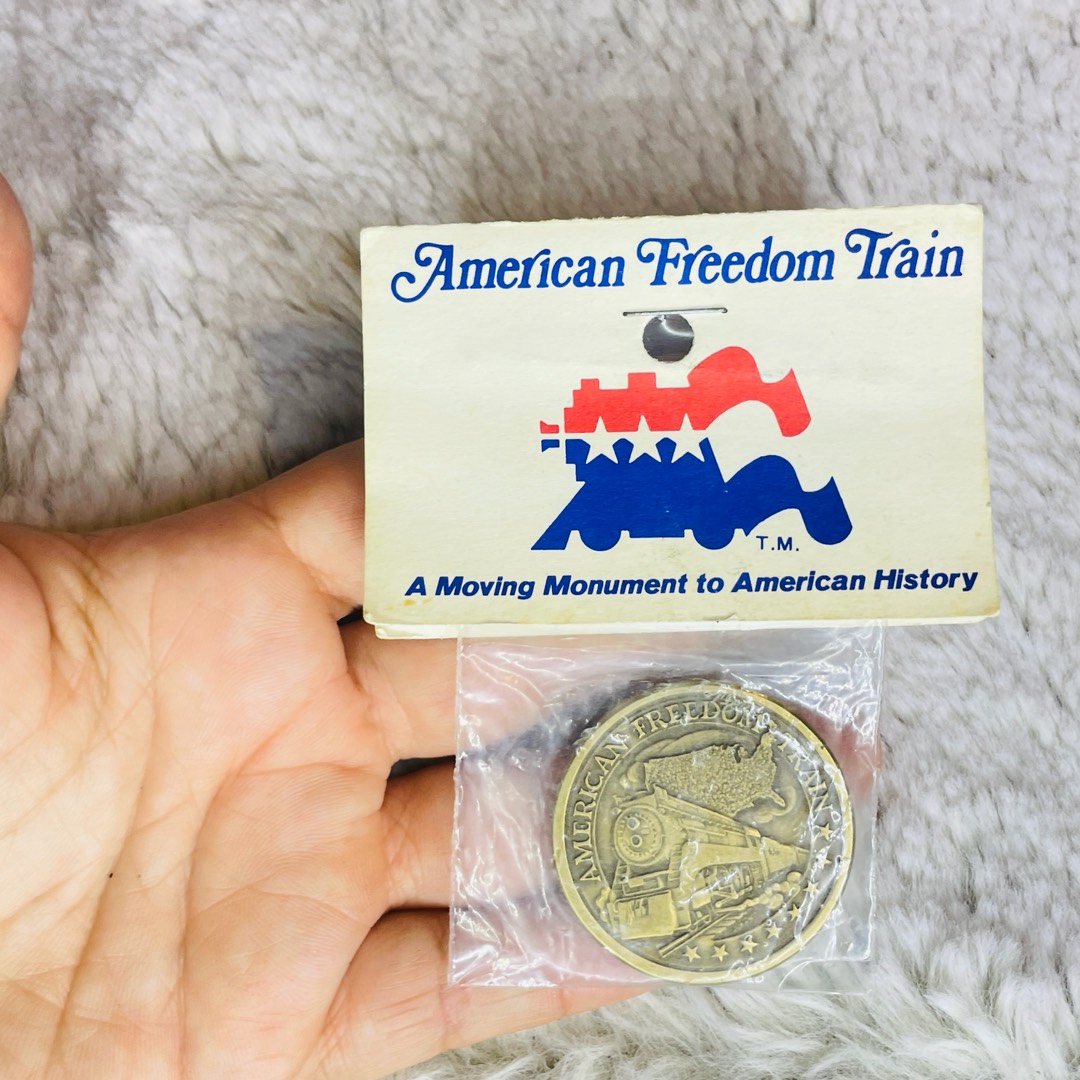 American Freedom Train
T.M.
A Moving Monument to American History
AMERICAN FREEDOM TRAIN